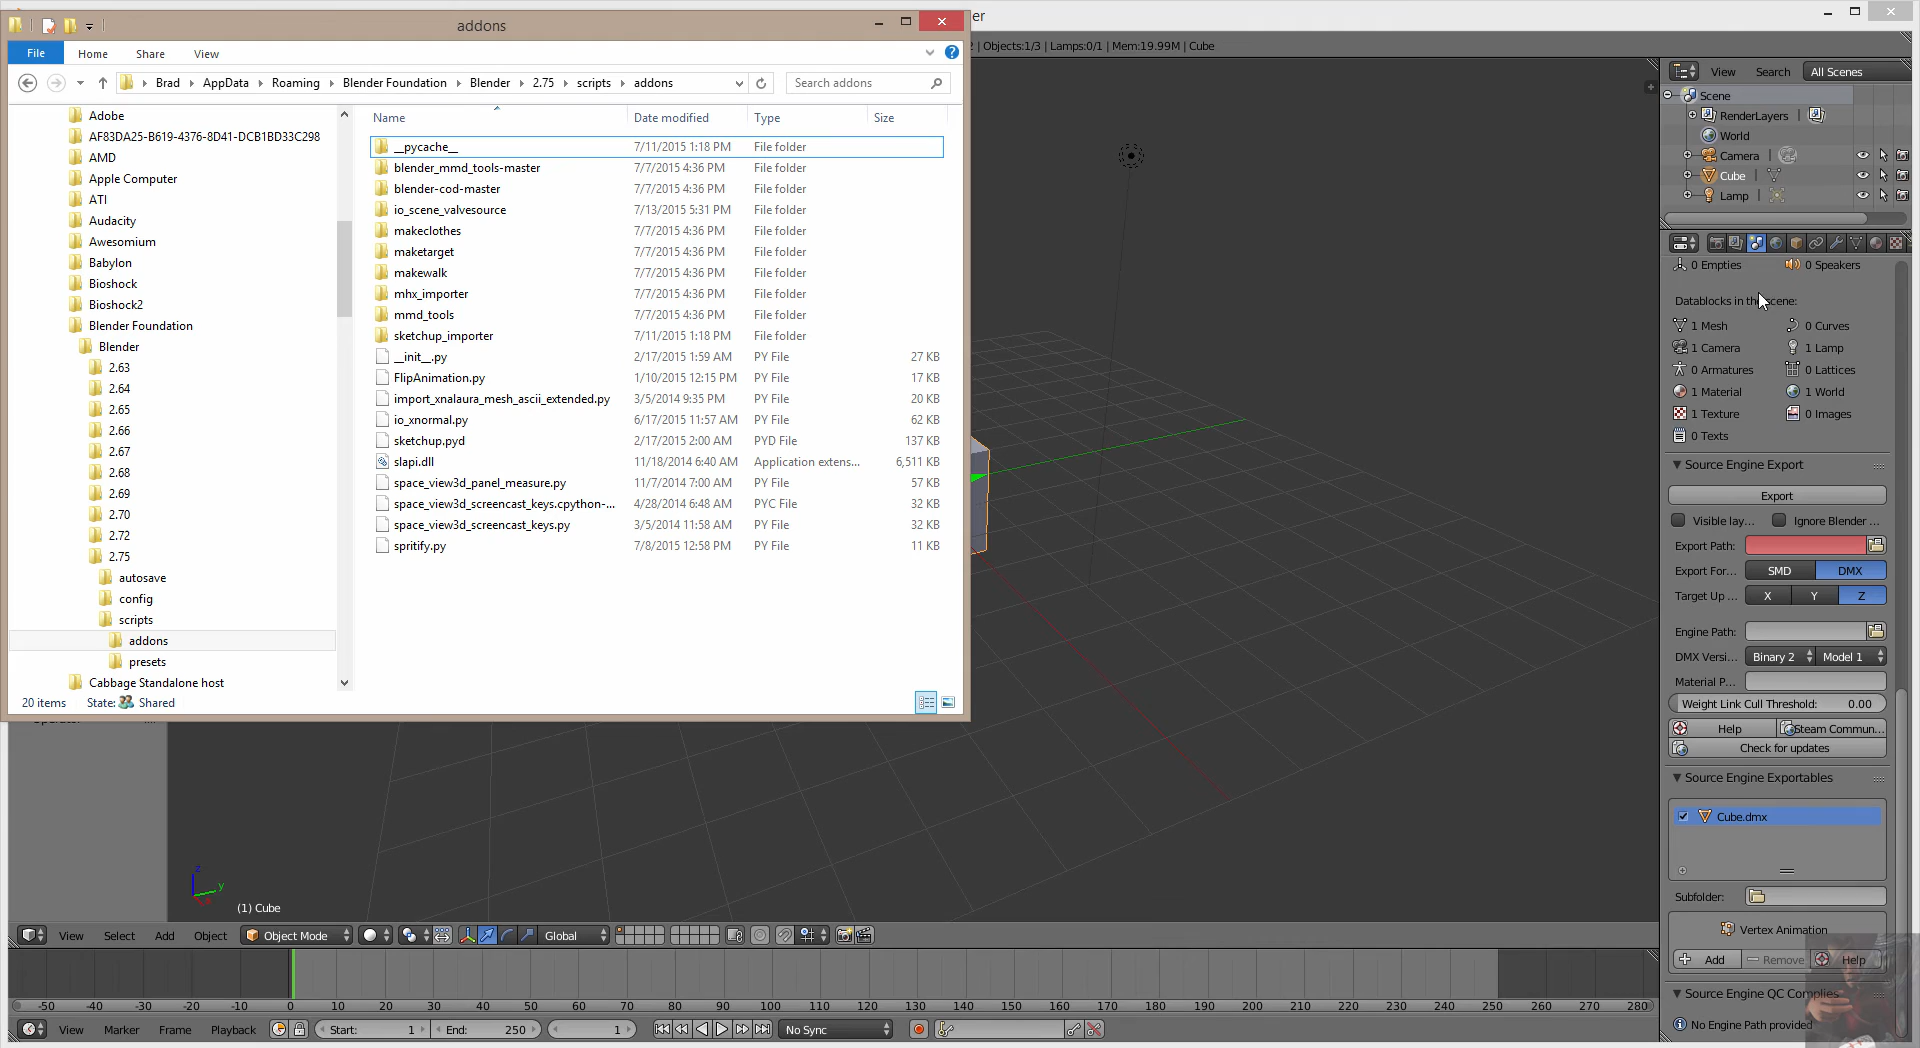 addons
er
File
Home
Share
View
Brad
AppData
Roaming
Blender Foundation
Blender
2.75
scripts
addons
Search addons
Adobe
AF83DA25-B619-4376-8D41-DCB1BD33C298
AMD
Apple Computer
ATI
Audacity
Awesomium
Babylon
Bioshock
Bioshock2
Blender Foundation
Blender
2.63
2.64
2.65
2.66
2.67
2.68
2.69
2.70
2.72
2.75
autosave
config
scripts
addons
presets
Cabbage Standalone host
Name Date modified Type Size
__pycache__ 7/11/2015 1:18 PM File folder
blender_mmd_tools-master 7/7/2015 4:36 PM File folder
blender-cod-master 7/7/2015 4:36 PM File folder
io_scene_valvesource 7/13/2015 5:31 PM File folder
makeclothes 7/7/2015 4:36 PM File folder
maketarget 7/7/2015 4:36 PM File folder
makewalk 7/7/2015 4:36 PM File folder
mhx_importer 7/7/2015 4:36 PM File folder
mmd_tools 7/7/2015 4:36 PM File folder
sketchup_importer 7/11/2015 1:18 PM File folder
__init__.py 2/17/2015 1:59 AM PY File 27 KB
FlipAnimation.py 1/10/2015 12:15 PM PY File 17 KB
import_xnalaura_mesh_ascii_extended.py 3/5/2014 9:35 PM PY File 20 KB
io_xnormal.py 6/17/2015 11:57 AM PY File 62 KB
sketchup.pyd 2/17/2015 2:00 AM PYD File 137 KB
slapi.dll 11/18/2014 6:40 AM Application extens... 6,511 KB
space_view3d_panel_measure.py 11/7/2014 7:00 AM PY File 57 KB
space_view3d_screencast_keys.cpython-... 4/28/2014 6:48 AM PYC File 32 KB
space_view3d_screencast_keys.py 3/5/2014 11:58 AM PY File 32 KB
spritify.py 7/8/2015 12:58 PM PY File 11 KB
20 items State: Shared
2 | Objects:1/3 | Lamps:0/1 | Mem:19.99M | Cube
View Search All Scenes
Scene
RenderLayers |
World
Camera |
Cube |
Lamp |
0 Empties 0 Speakers
Datablocks in the scene:
1 Mesh 0 Curves
1 Camera 1 Lamp
0 Armatures 0 Lattices
1 Material 1 World
1 Texture 0 Images
0 Texts
Source Engine Export
Export
Visible lay... Ignore Blender ...
Export Path:
Export For... SMD DMX
Target Up ... X Y Z
Engine Path:
DMX Versi... Binary 2 Model 1
Material P...
Weight Link Cull Threshold: 0.00
Help Steam Commun...
Check for updates
Source Engine Exportables
Cube.dmx
Subfolder:
Vertex Animation
Add Remove Help
Source Engine QC Complies
No Engine Path provided
z
y
(1) Cube
View Select Add Object Object Mode Global
-50 -40 -30 -20 -10 0 10 20 30 40 50 60 70 80 90 100 110 120 130 140 150 160 170 180 190 200 210 220 230 240 250 260 270 280
View Marker Frame Playback Start: 1 End: 250 1 No Sync